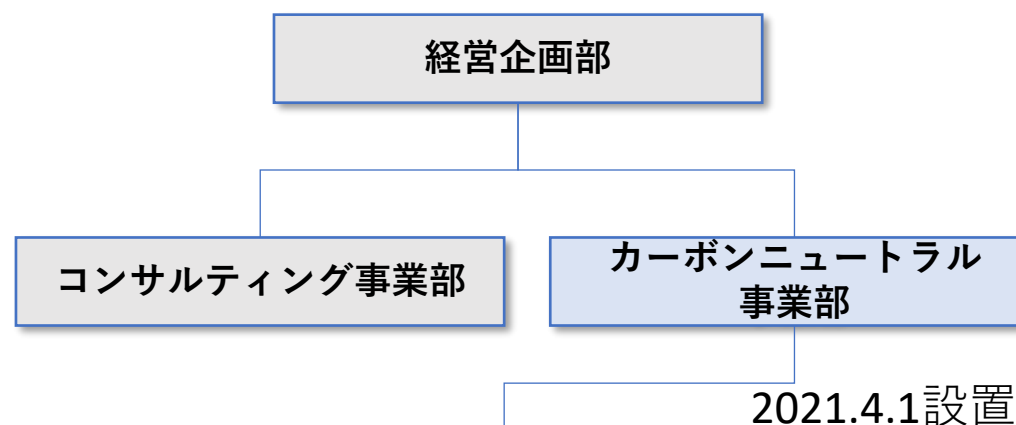 経営企画部
コンサルティング事業部
カーボンニュートラル
事業部
2021.4.1設置